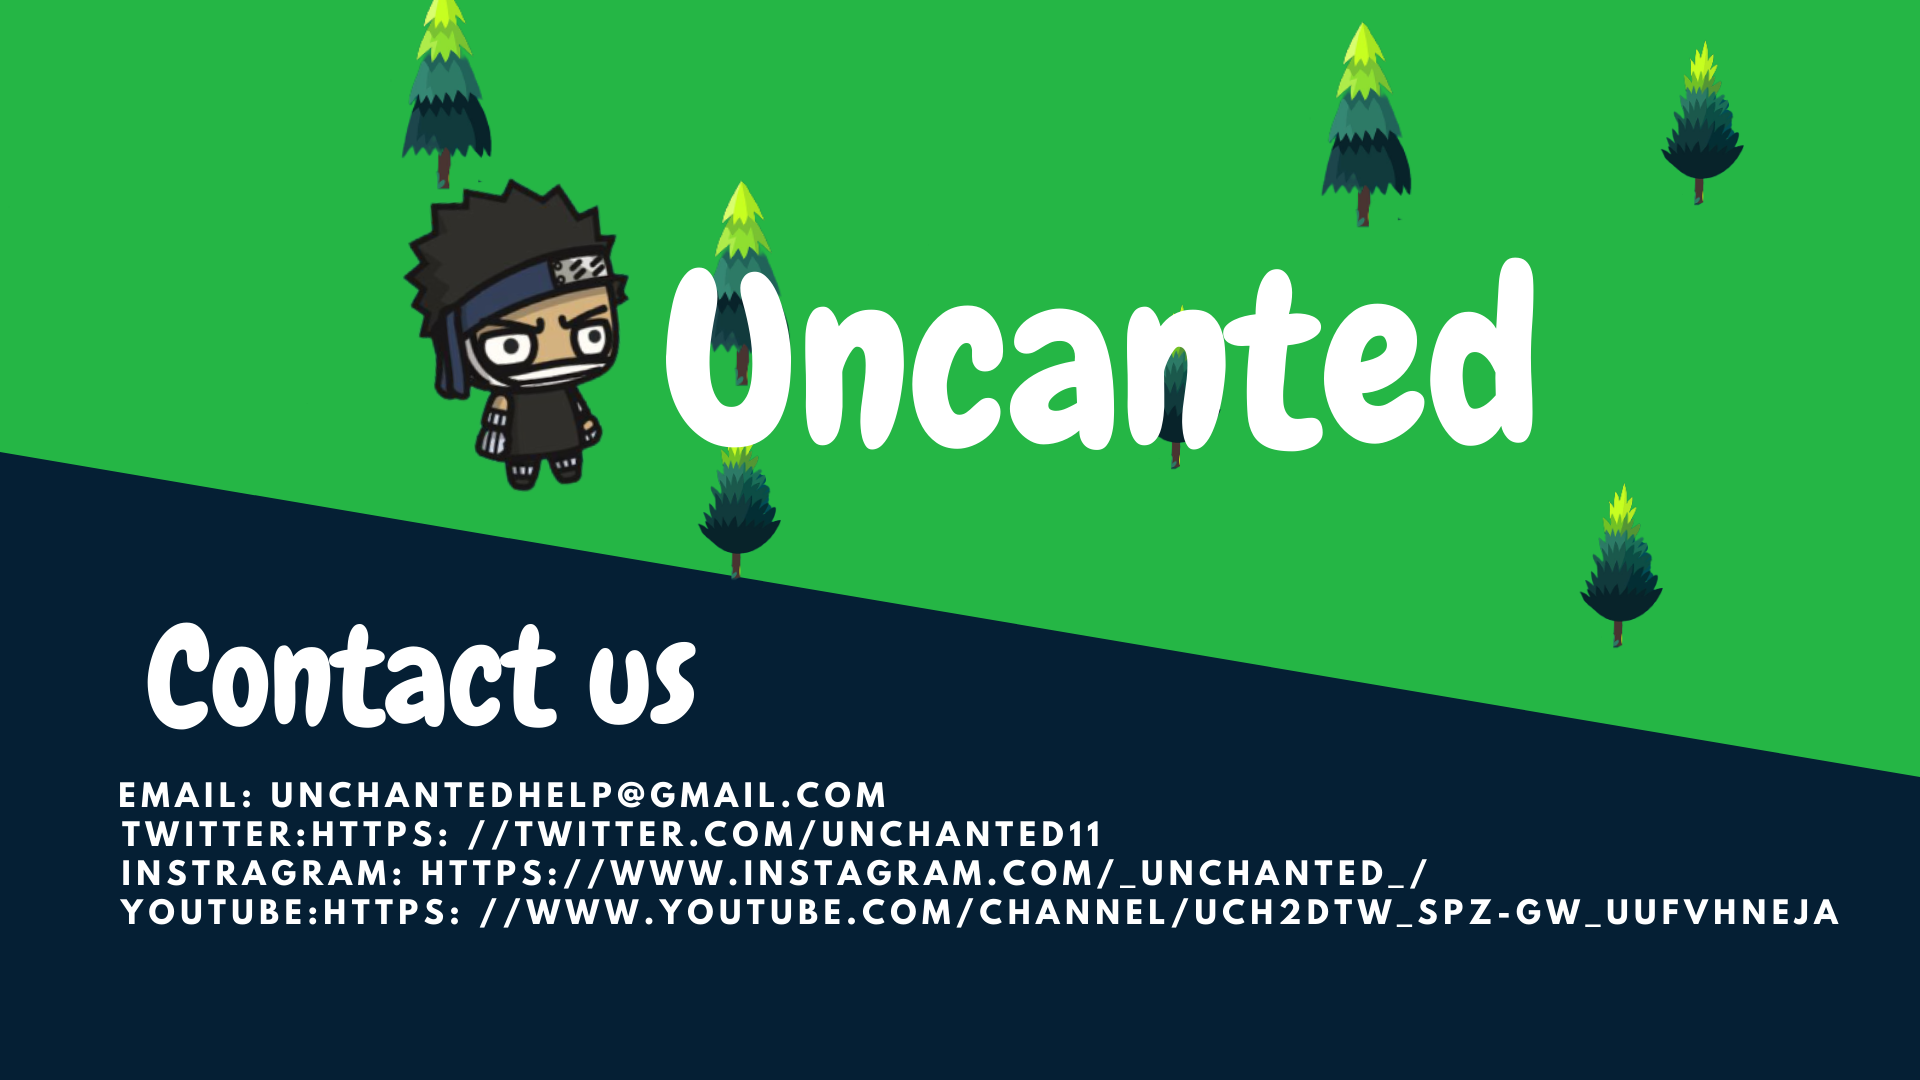 Uncanted
Contact us
EMAIL: UNCHANTEDHELP@GMAIL.COM
TWITTER:HTTPS: //TWITTER.COM/UNCHANTED11
INSTRAGRAM: HTTPS://WWW.INSTAGRAM.COM/_UNCHANTED_/
YOUTUBE:HTTPS: //WWW.YOUTUBE.COM/CHANNEL/UCH2DTW_SPZ-GW_UUFVHNEJA